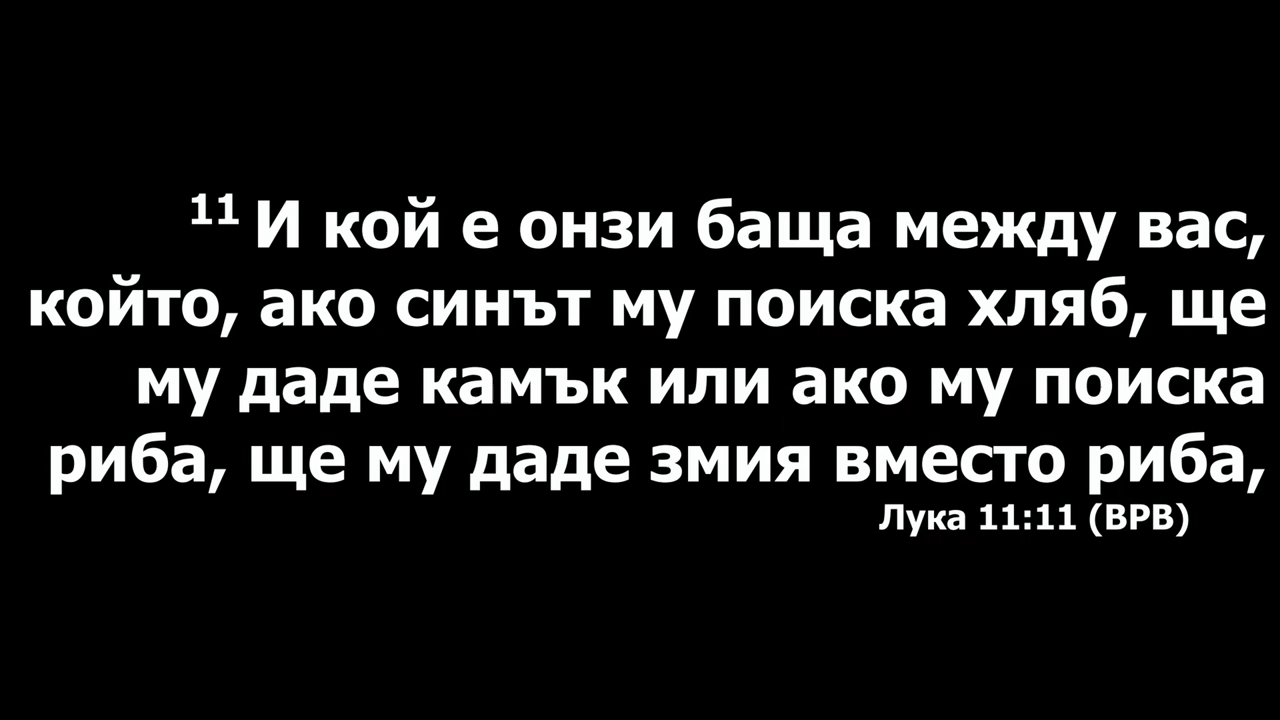 11 И кой е онзи баща между вас,
който, ако синът му поиска хляб, ще
му даде камък или ако му поиска
риба, ще му даде змия вместо риба,
Лука 11:11 (ВРВ)